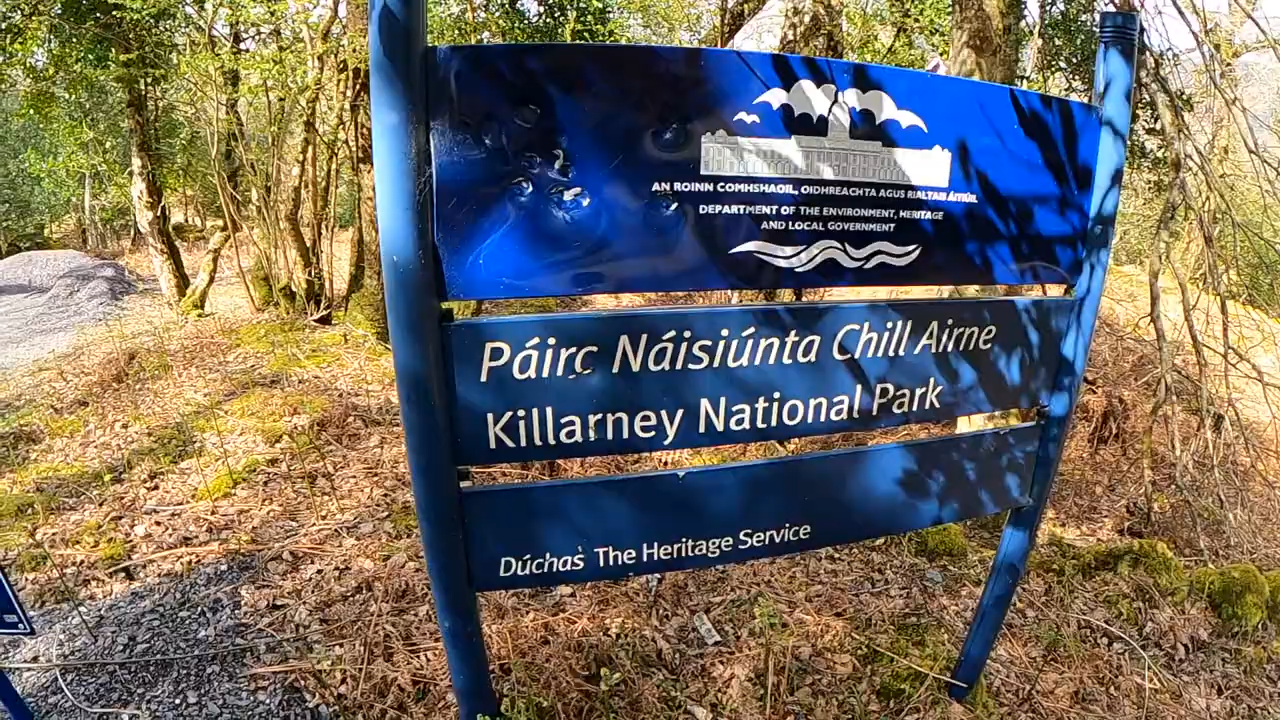 AN ROINN COMHSHAOIL, OIDHREACHTA AGUS RIALTAIS ÁITIÚIL
DEPARTMENT OF THE ENVIRONMENT, HERITAGE
AND LOCAL GOVERNMENT
Páirc Náisiúnta Chill Airne
Killarney National Park
Dúchas The Heritage Service